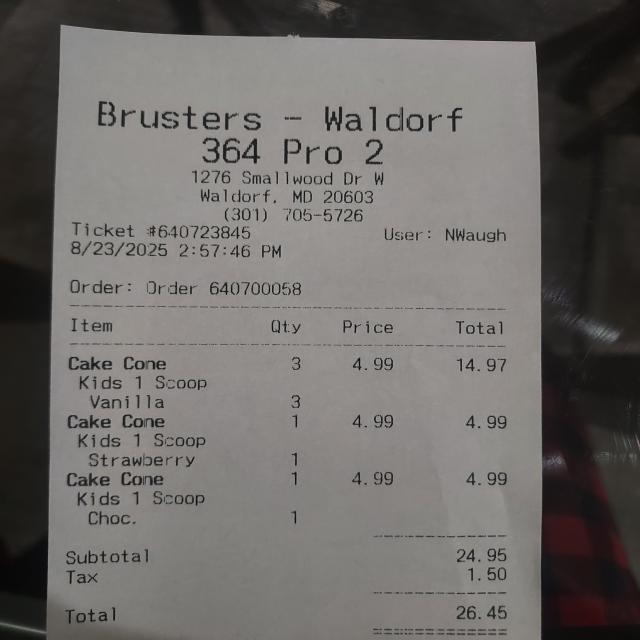 Brusters - Waldorf
364 Pro 2
1276 Smallwood Dr W
Waldorf, MD 20603
(301) 705-5726
Ticket #640723845 User: NWaugh
8/23/2025 2:57:46 PM
Order: Order 640700058
Item Qty Price Total
Cake Cone 3 4.99 14.97
Kids 1 Scoop
Vanilla 3
Cake Cone 1 4.99 4.99
Kids 1 Scoop
Strawberry 1
Cake Cone 1 4.99 4.99
Kids 1 Scoop
Choc. 1
Subtotal 24.95
Tax 1.50
Total 26.45